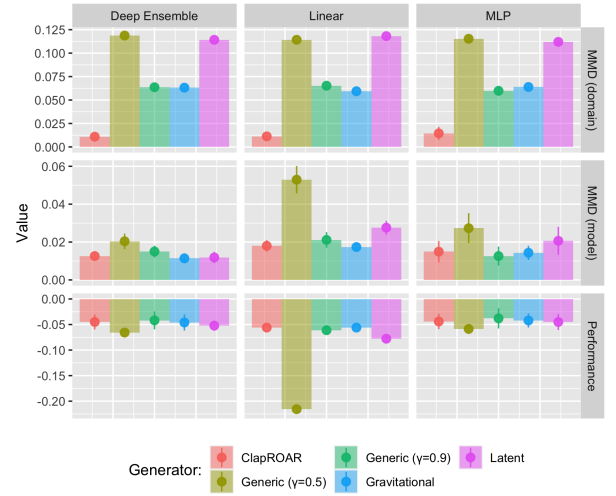 Deep Ensemble Linear MLP
0.125
0.100
0.075
0.050
0.025
0.000
MMD (domain)
0.06
0.04
0.02
0.00
MMD (model)
0.00
-0.05
-0.10
-0.15
-0.20
Performance
Value
Generator:
ClapROAR Generic (γ=0.9) Latent
Generic (γ=0.5) Gravitational